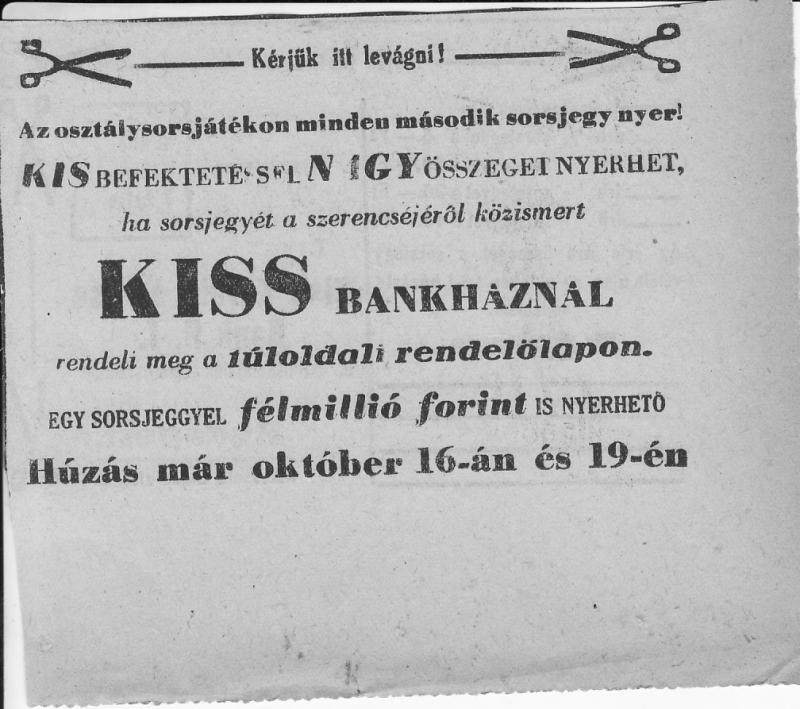 Kérjük itt levágni!
Az osztálysorsjátékon minden második sorsjegy nyer!
KIS BEFEKTETÉSSEL NAGY ÖSSZEGET NYERHET,
ha sorsjegyét a szerencséjéről közismert
KISS BANKHÁZNÁL
rendeli meg a túloldali rendelőlapon.
EGY SORSJEGGYEL félmillió forint IS NYERHETŐ
Húzás már október 16-án és 19-én